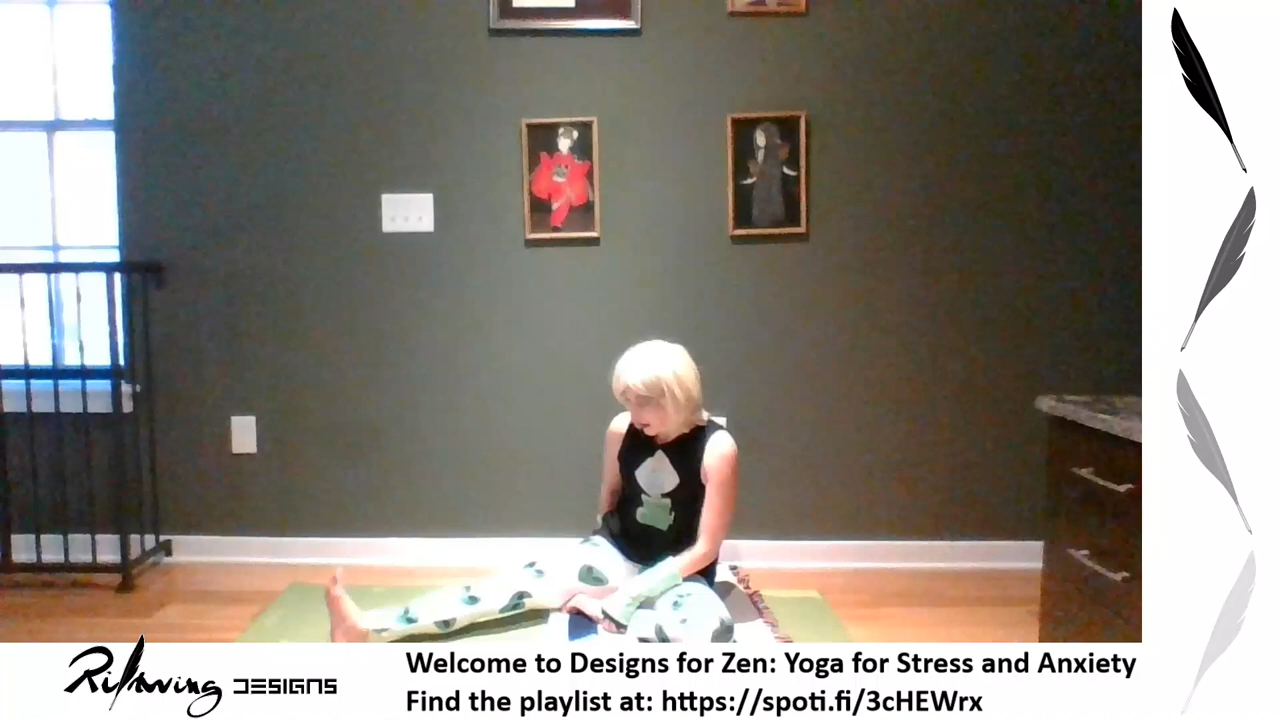 Welcome to Designs for Zen: Yoga for Stress and Anxiety
Find the playlist at: https://spoti.fi/3cHEWrx
DESIGNS